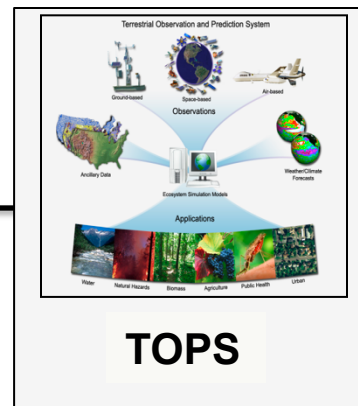 Terrestrial Observation and Prediction System
Ground-based
Space-based
Air-based
Observations
Ancillary Data
Weather/Climate
Forecasts
Ecosystem Simulation Models
Applications
Water
Natural Hazards
Biomass
Agriculture
Public Health
Urban
TOPS